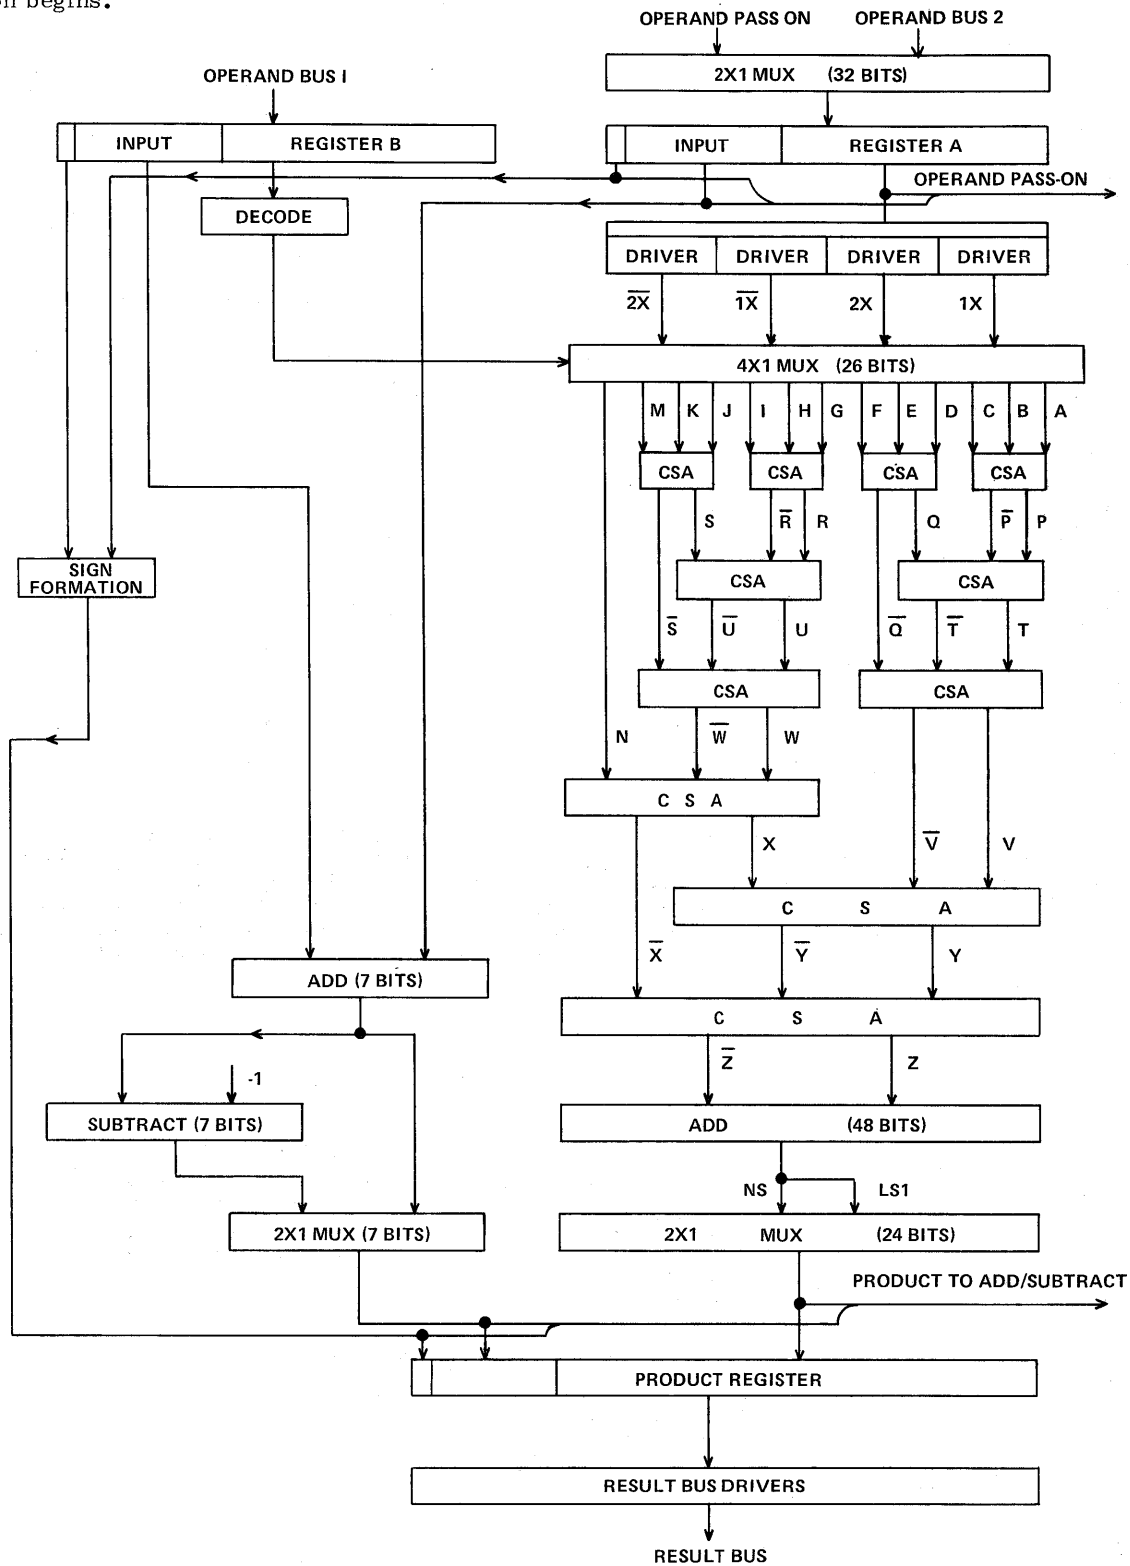 on begins.
OPERAND PASS ON OPERAND BUS 2
2X1 MUX (32 BITS)
OPERAND BUS I
INPUT REGISTER B
INPUT REGISTER A
OPERAND PASS-ON
DECODE
DRIVER DRIVER DRIVER DRIVER
2̅X̅ 1̅X̅ 2X 1X
4X1 MUX (26 BITS)
M K J I H G F E D C B A
CSA CSA CSA CSA
S R̅ R Q P̅ P
SIGN
FORMATION
CSA CSA
S̅ U̅ U Q̅ T̅ T
CSA CSA
N W̅ W
C S A
X V̅ V
C S A
X̅ Y̅ Y
ADD (7 BITS)
C S A
Z̅ Z
-1
SUBTRACT (7 BITS)
ADD (48 BITS)
NS LS1
2X1 MUX (7 BITS)
2X1 MUX (24 BITS)
PRODUCT TO ADD/SUBTRACT
PRODUCT REGISTER
RESULT BUS DRIVERS
RESULT BUS